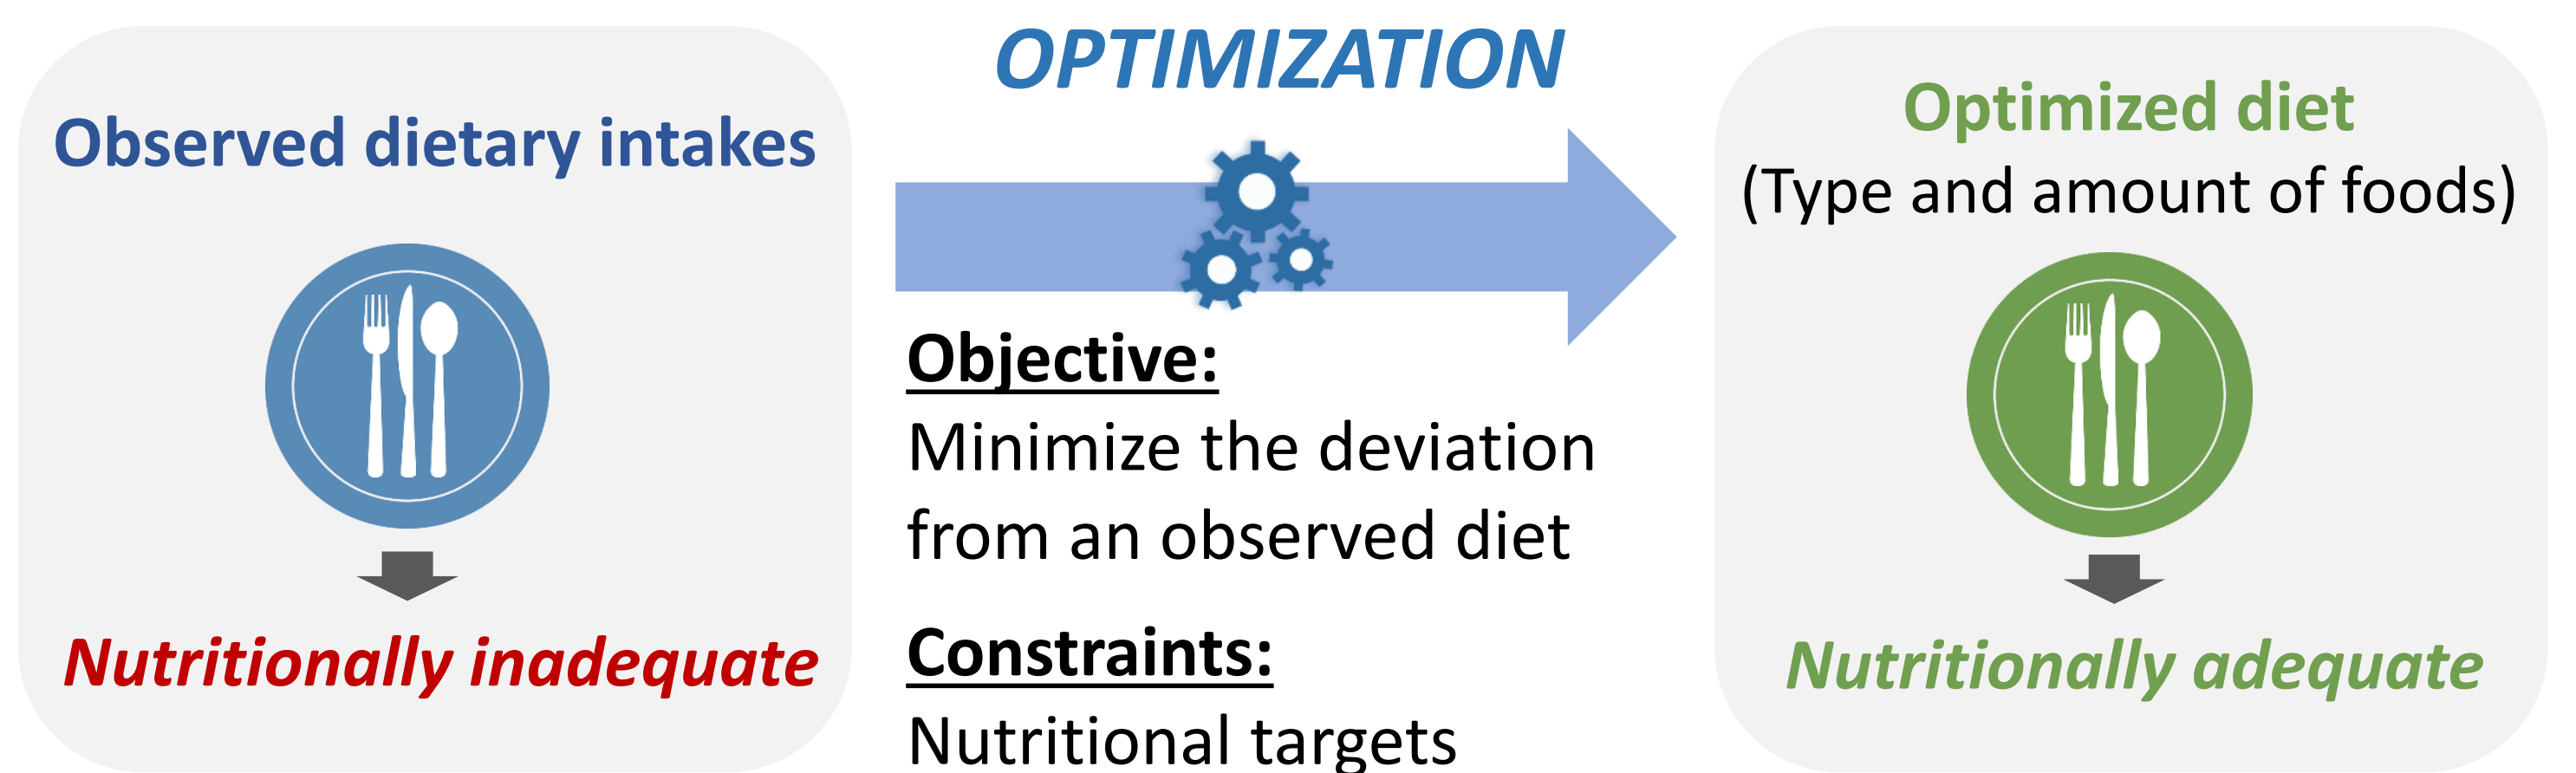 Observed dietary intakes
Nutritionally inadequate
OPTIMIZATION
Objective:
Minimize the deviation
from an observed diet
Constraints:
Nutritional targets
Optimized diet
(Type and amount of foods)
Nutritionally adequate